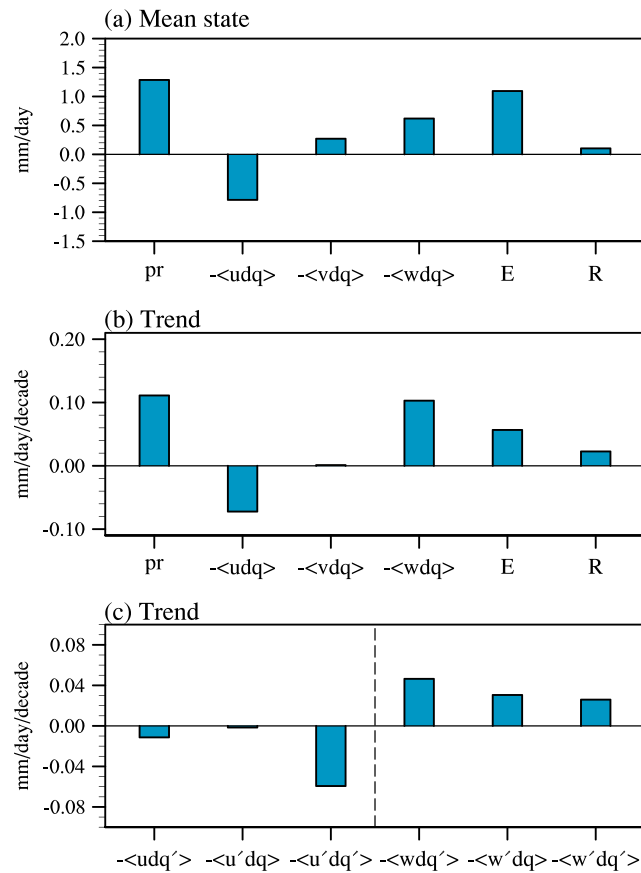 (a) Mean state
2.0
1.5
1.0
0.5
0.0
-0.5
-1.0
-1.5
mm/day
pr -<udq> -<vdq> -<wdq> E R
(b) Trend
0.20
0.10
0.00
-0.10
mm/day/decade
pr -<udq> -<vdq> -<wdq> E R
(c) Trend
0.08
0.04
0.00
-0.04
-0.08
mm/day/decade
-<udq´> -<u´dq> -<u´dq´> -<wdq´> -<w´dq> -<w´dq´>